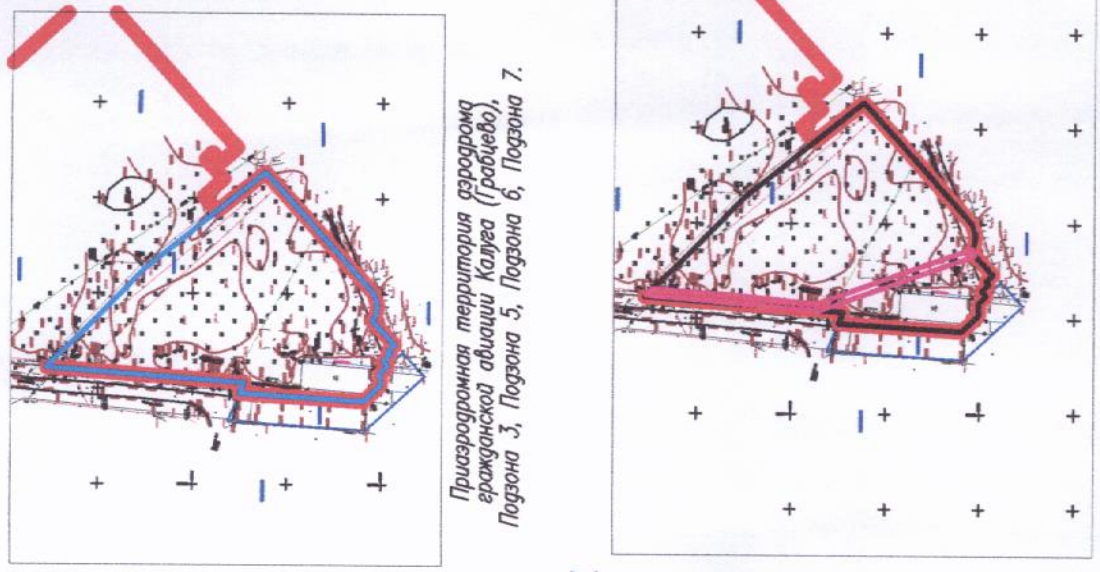 Приаэродромная территория аэродрома
гражданской авиации Калуга (Грабцево),
Подзона 3, Подзона 5, Подзона 6, Подзона 7.